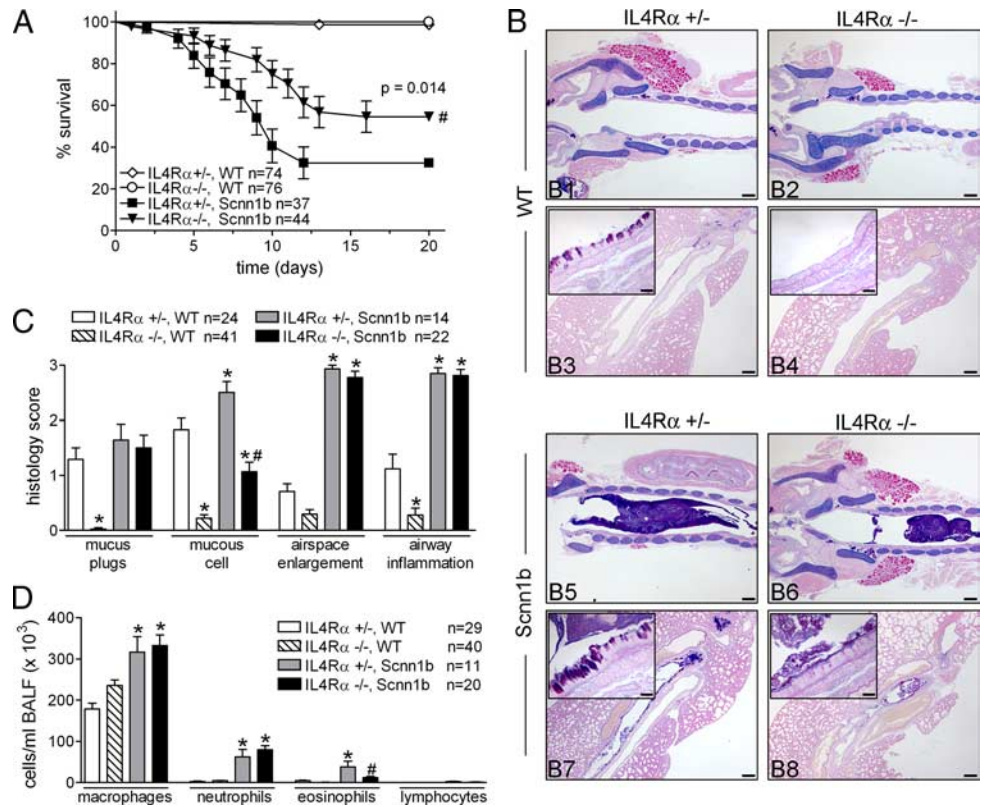 A
100
80
60
40
20
0
% survival
p = 0.014
#
IL4Rα+/-, WT n=74
IL4Rα-/-, WT n=76
IL4Rα+/-, Scnn1b n=37
IL4Rα-/-, Scnn1b n=44
0 5 10 15 20
time (days)
B
IL4Rα +/- IL4Rα -/-
WT
B1 B2
B3 B4
IL4Rα +/- IL4Rα -/-
Scnn1b
B5 B6
B7 B8
C
IL4Rα +/-, WT n=24
IL4Rα -/-, WT n=41
IL4Rα +/-, Scnn1b n=14
IL4Rα -/-, Scnn1b n=22
3
2
1
0
histology score
* * * *# * * * * *
mucus plugs
mucous cell
airspace enlargement
airway inflammation
D
400
300
200
100
0
cells/ml BALF (x 10³)
IL4Rα +/-, WT n=29
IL4Rα -/-, WT n=40
IL4Rα +/-, Scnn1b n=11
IL4Rα -/-, Scnn1b n=20
* * * * * #
macrophages neutrophils eosinophils lymphocytes